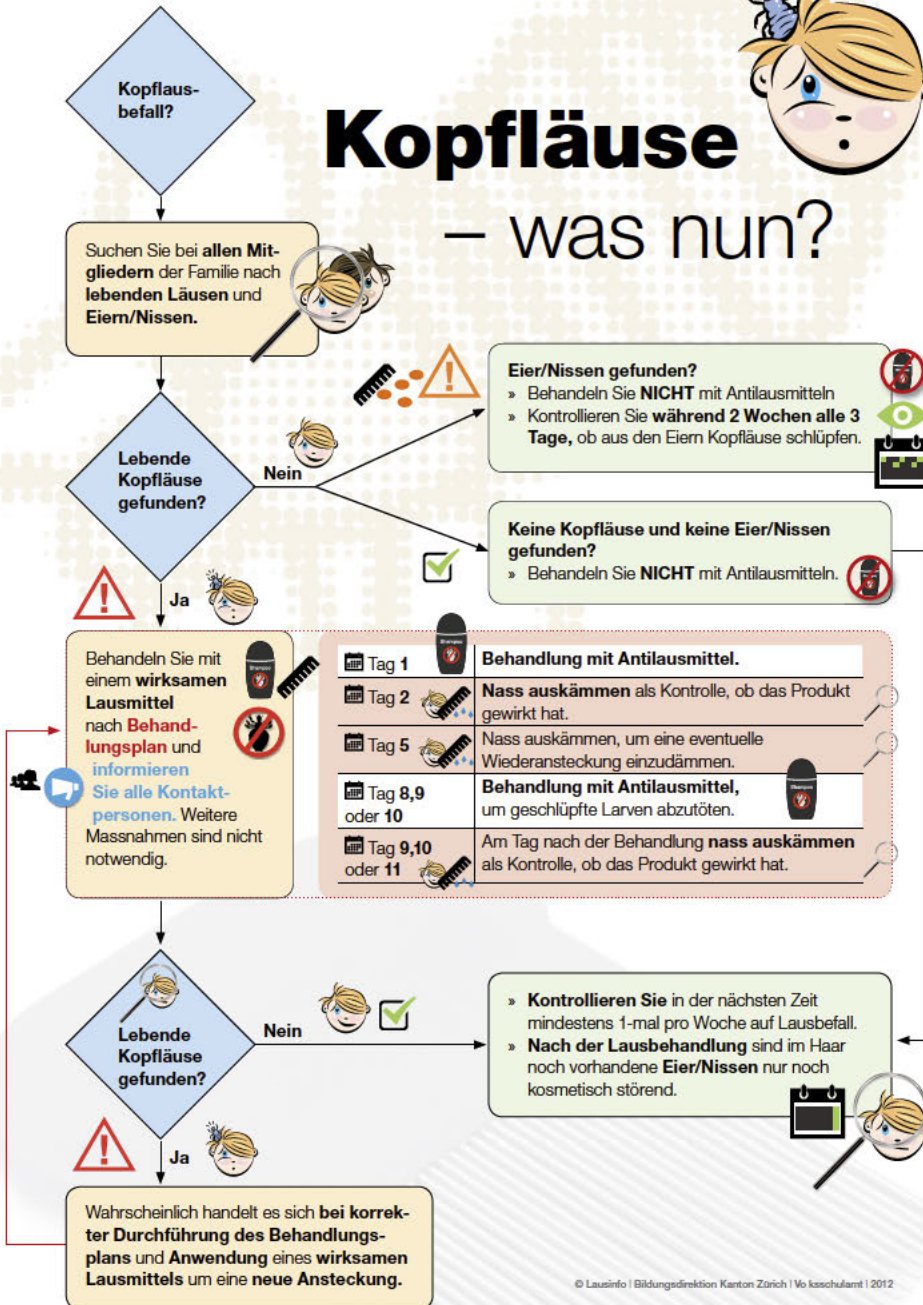 Kopflaus-
befall?
Kopfläuse
– was nun?
Suchen Sie bei allen Mit-
gliedern der Familie nach
lebenden Läusen und
Eiern/Nissen.
Eier/Nissen gefunden?
» Behandeln Sie NICHT mit Antilausmitteln
» Kontrollieren Sie während 2 Wochen alle 3
Tage, ob aus den Eiern Kopfläuse schlüpfen.
Lebende
Kopfläuse
gefunden?
Nein
Keine Kopfläuse und keine Eier/Nissen
gefunden?
» Behandeln Sie NICHT mit Antilausmitteln.
Ja
Behandeln Sie mit
einem wirksamen
Lausmittel
nach Behand-
lungsplan und
informieren
Sie alle Kontakt-
personen. Weitere
Massnahmen sind nicht
notwendig.
Shampoo
Tag 1
Shampoo
Behandlung mit Antilausmittel.
Tag 2
Nass auskämmen als Kontrolle, ob das Produkt
gewirkt hat.
Tag 5
Nass auskämmen, um eine eventuelle
Wiederansteckung einzudämmen.
Tag 8,9
oder 10
Behandlung mit Antilausmittel,
um geschlüpfte Larven abzutöten.
Shampoo
Tag 9,10
oder 11
Am Tag nach der Behandlung nass auskämmen
als Kontrolle, ob das Produkt gewirkt hat.
Lebende
Kopfläuse
gefunden?
Nein
» Kontrollieren Sie in der nächsten Zeit
mindestens 1-mal pro Woche auf Lausbefall.
» Nach der Lausbehandlung sind im Haar
noch vorhandene Eier/Nissen nur noch
kosmetisch störend.
Ja
Wahrscheinlich handelt es sich bei korrek-
ter Durchführung des Behandlungs-
plans und Anwendung eines wirksamen
Lausmittels um eine neue Ansteckung.
© Lausinfo | Bildungsdirektion Kanton Zürich | Vo ksschulamt | 2012